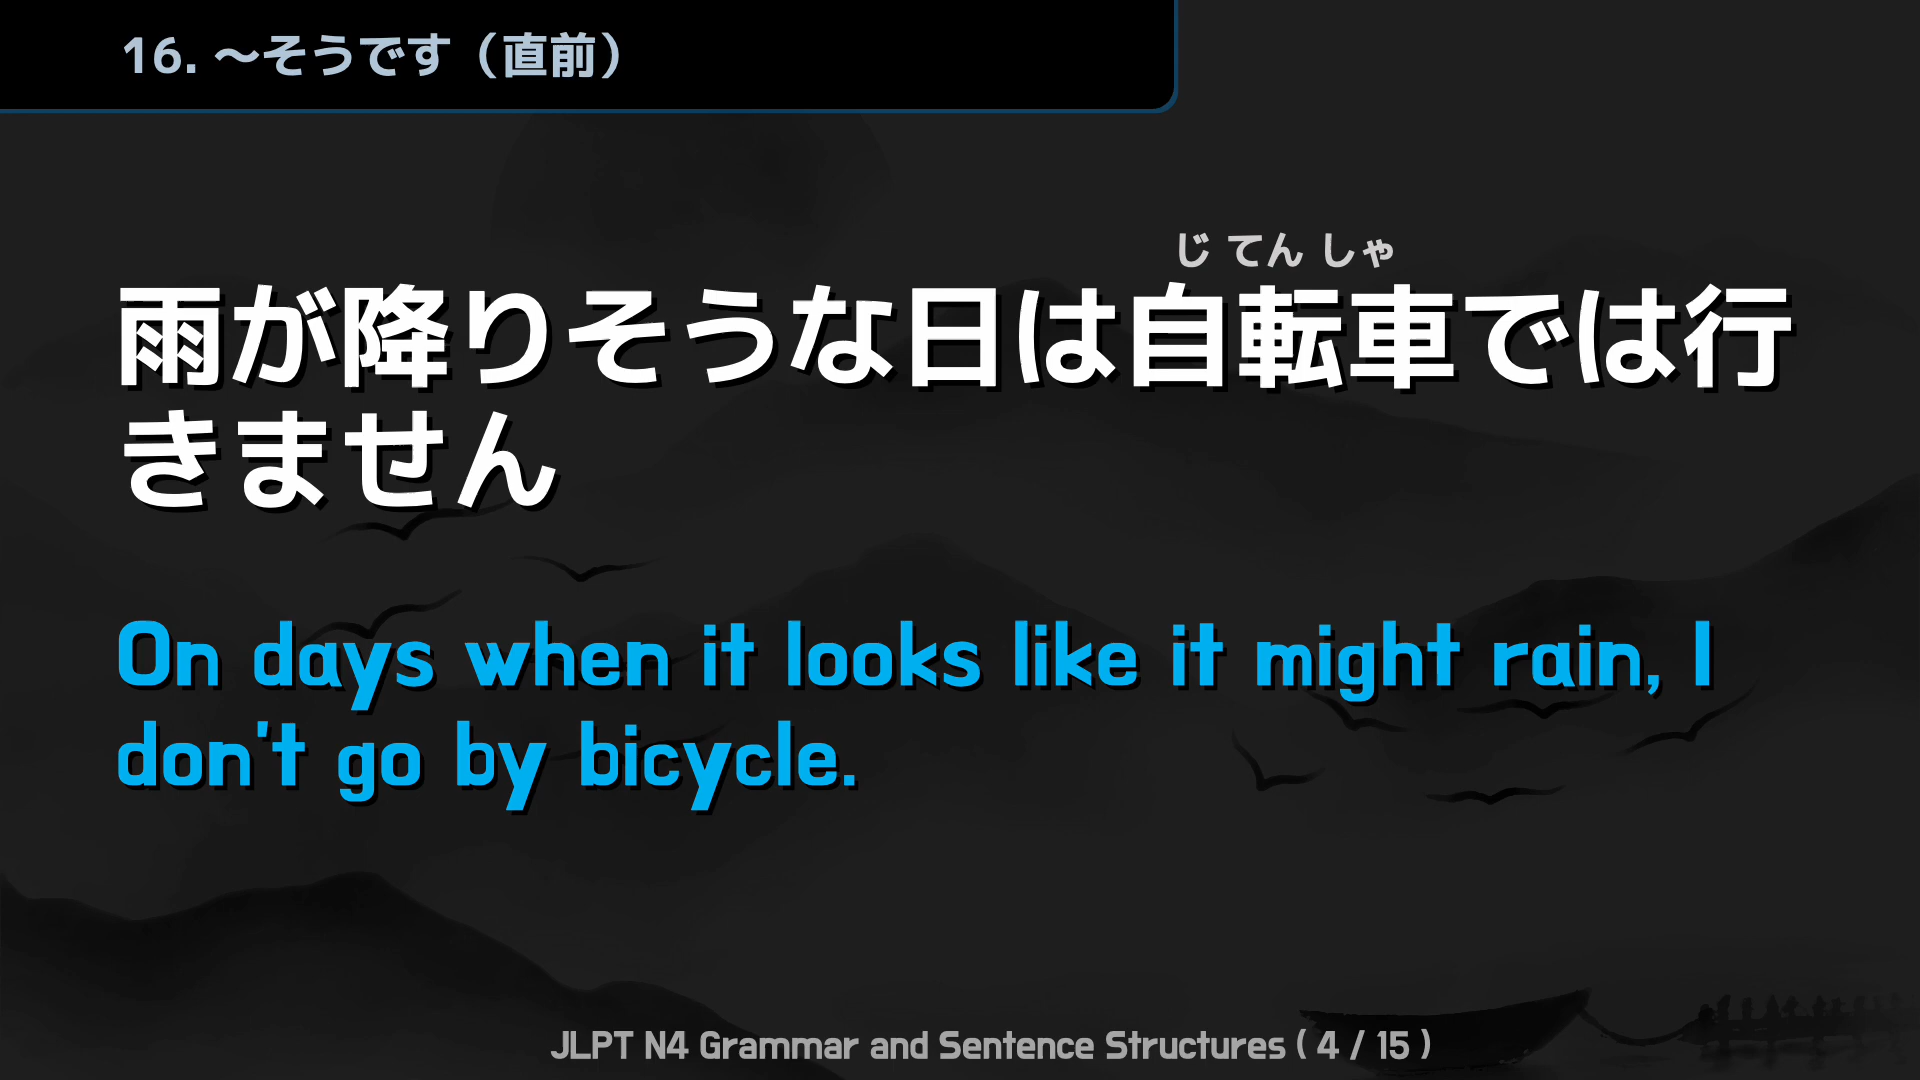 16. ～そうです（直前）
じ てん しゃ
雨が降りそうな日は自転車では行
きません
On days when it looks like it might rain, I
don't go by bicycle.
JLPT N4 Grammar and Sentence Structures ( 4 / 15 )